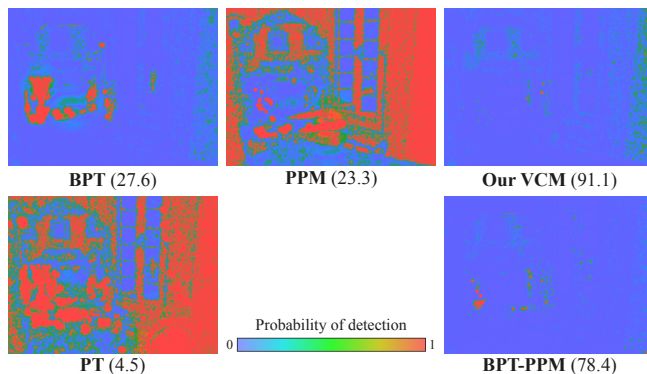 BPT (27.6)
PPM (23.3)
Our VCM (91.1)
Probability of detection
0 1
PT (4.5)
BPT-PPM (78.4)